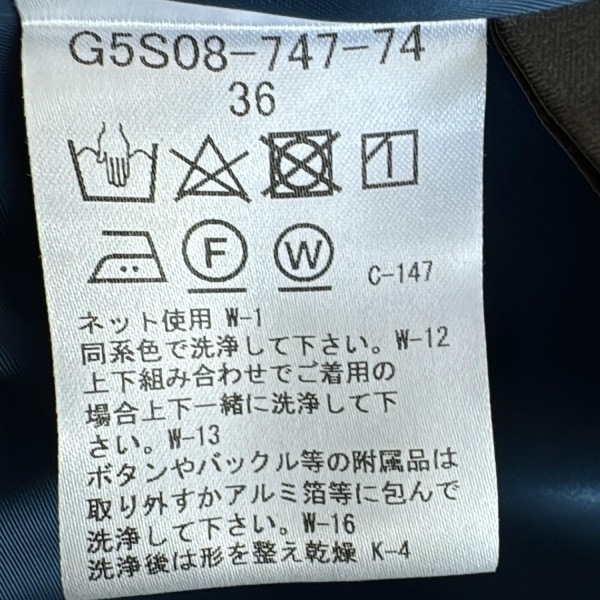 G5S08-747-74
36
F W C-147
ネット使用 W-1
同系色で洗浄して下さい。W-12
上下組み合わせでご着用の
場合上下一緒に洗浄して下
さい。W-13
ボタンやバックル等の附属品は
取り外すかアルミ箔等に包んで
洗浄して下さい。W-16
洗浄後は形を整え乾燥 K-4